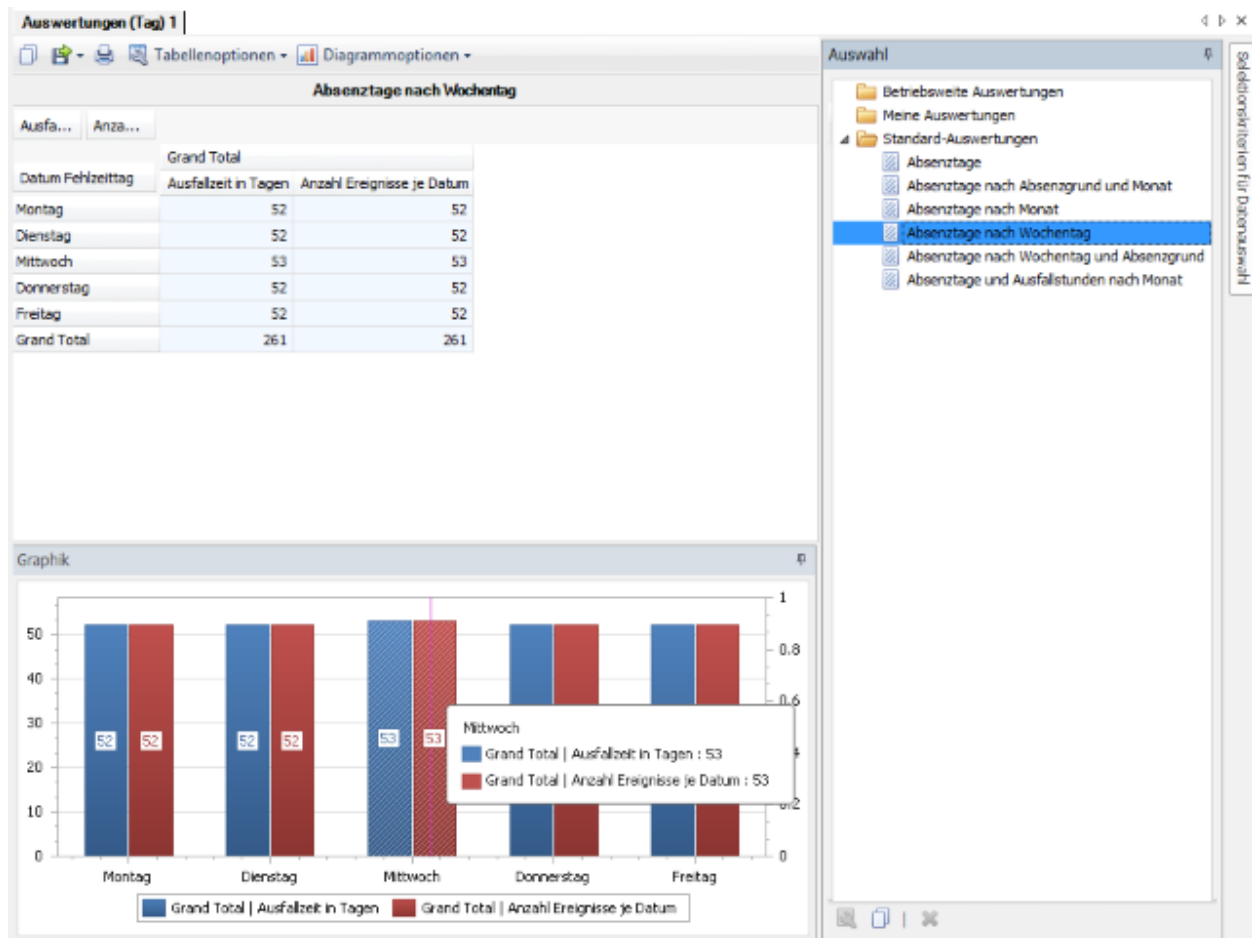 Auswertungen (Tag) 1
Tabellenoptionen
Diagrammoptionen
Absenztage nach Wochentag
Ausfa... Anza...
Grand Total
Datum Fehlzeittag Ausfallzeit in Tagen Anzahl Ereignisse je Datum
Montag 52 52
Dienstag 52 52
Mittwoch 53 53
Donnerstag 52 52
Freitag 52 52
Grand Total 261 261
Auswahl
Betriebsweite Auswertungen
Meine Auswertungen
Standard-Auswertungen
Absenztage
Absenztage nach Absenzgrund und Monat
Absenztage nach Monat
Absenztage nach Wochentag
Absenztage nach Wochentag und Absenzgrund
Absenztage und Ausfallstunden nach Monat
Selektionskriterien für Datenauswahl
Graphik
50
40
30
20
10
0
52 52 52 52 53 53
Mittwoch
Grand Total | Ausfallzeit in Tagen : 53
Grand Total | Anzahl Ereignisse je Datum : 53
1
0.8
0.6
0.2
0
Montag Dienstag Mittwoch Donnerstag Freitag
Grand Total | Ausfallzeit in Tagen Grand Total | Anzahl Ereignisse je Datum